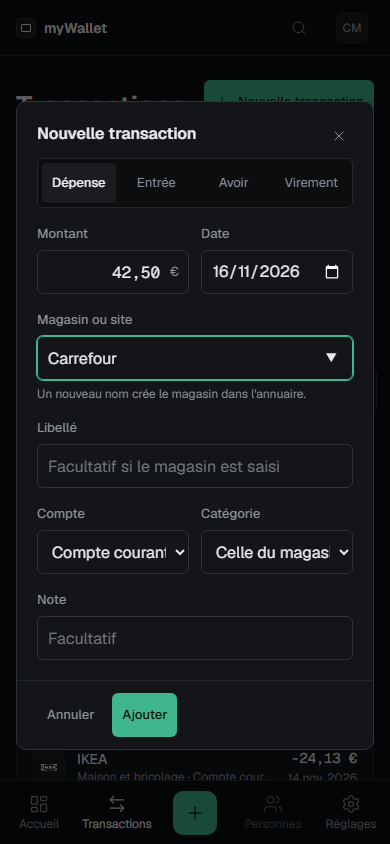 myWallet
CM
Nouvelle transaction
Dépense Entrée Avoir Virement
Montant Date
42,50 € 16/11/2026
Magasin ou site
Carrefour
Un nouveau nom crée le magasin dans l'annuaire.
Libellé
Facultatif si le magasin est saisi
Compte Catégorie
Compte courant Celle du magas
Note
Facultatif
Annuler Ajouter
IKEA -24,13 €
Maison et bricolage · Compte cour... 14 nov. 2026
Accueil Transactions Personnes Réglages